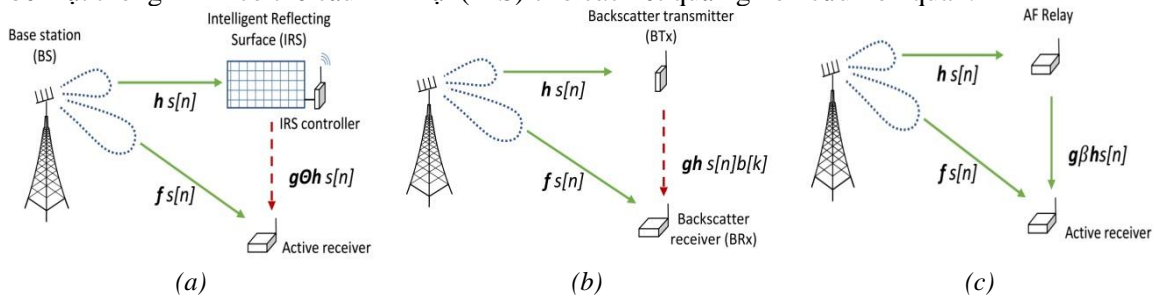 Base station
(BS)
h s[n]
f s[n]
Intelligent Reflecting
Surface (IRS)
IRS controller
gΘh s[n]
Active receiver
(a)
Backscatter transmitter
(BTx)
h s[n]
f s[n]
gh s[n]b[k]
Backscatter
receiver (BRx)
(b)
AF Relay
h s[n]
f s[n]
gβhs[n]
Active receiver
(c)